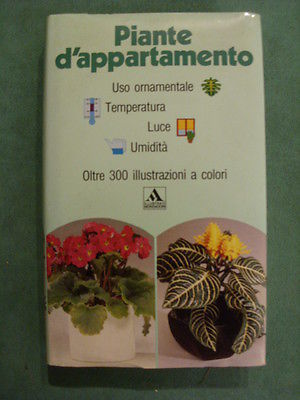 Piante
d'appartamento
Uso ornamentale
Temperatura
Luce
Umidità
Oltre 300 illustrazioni a colori